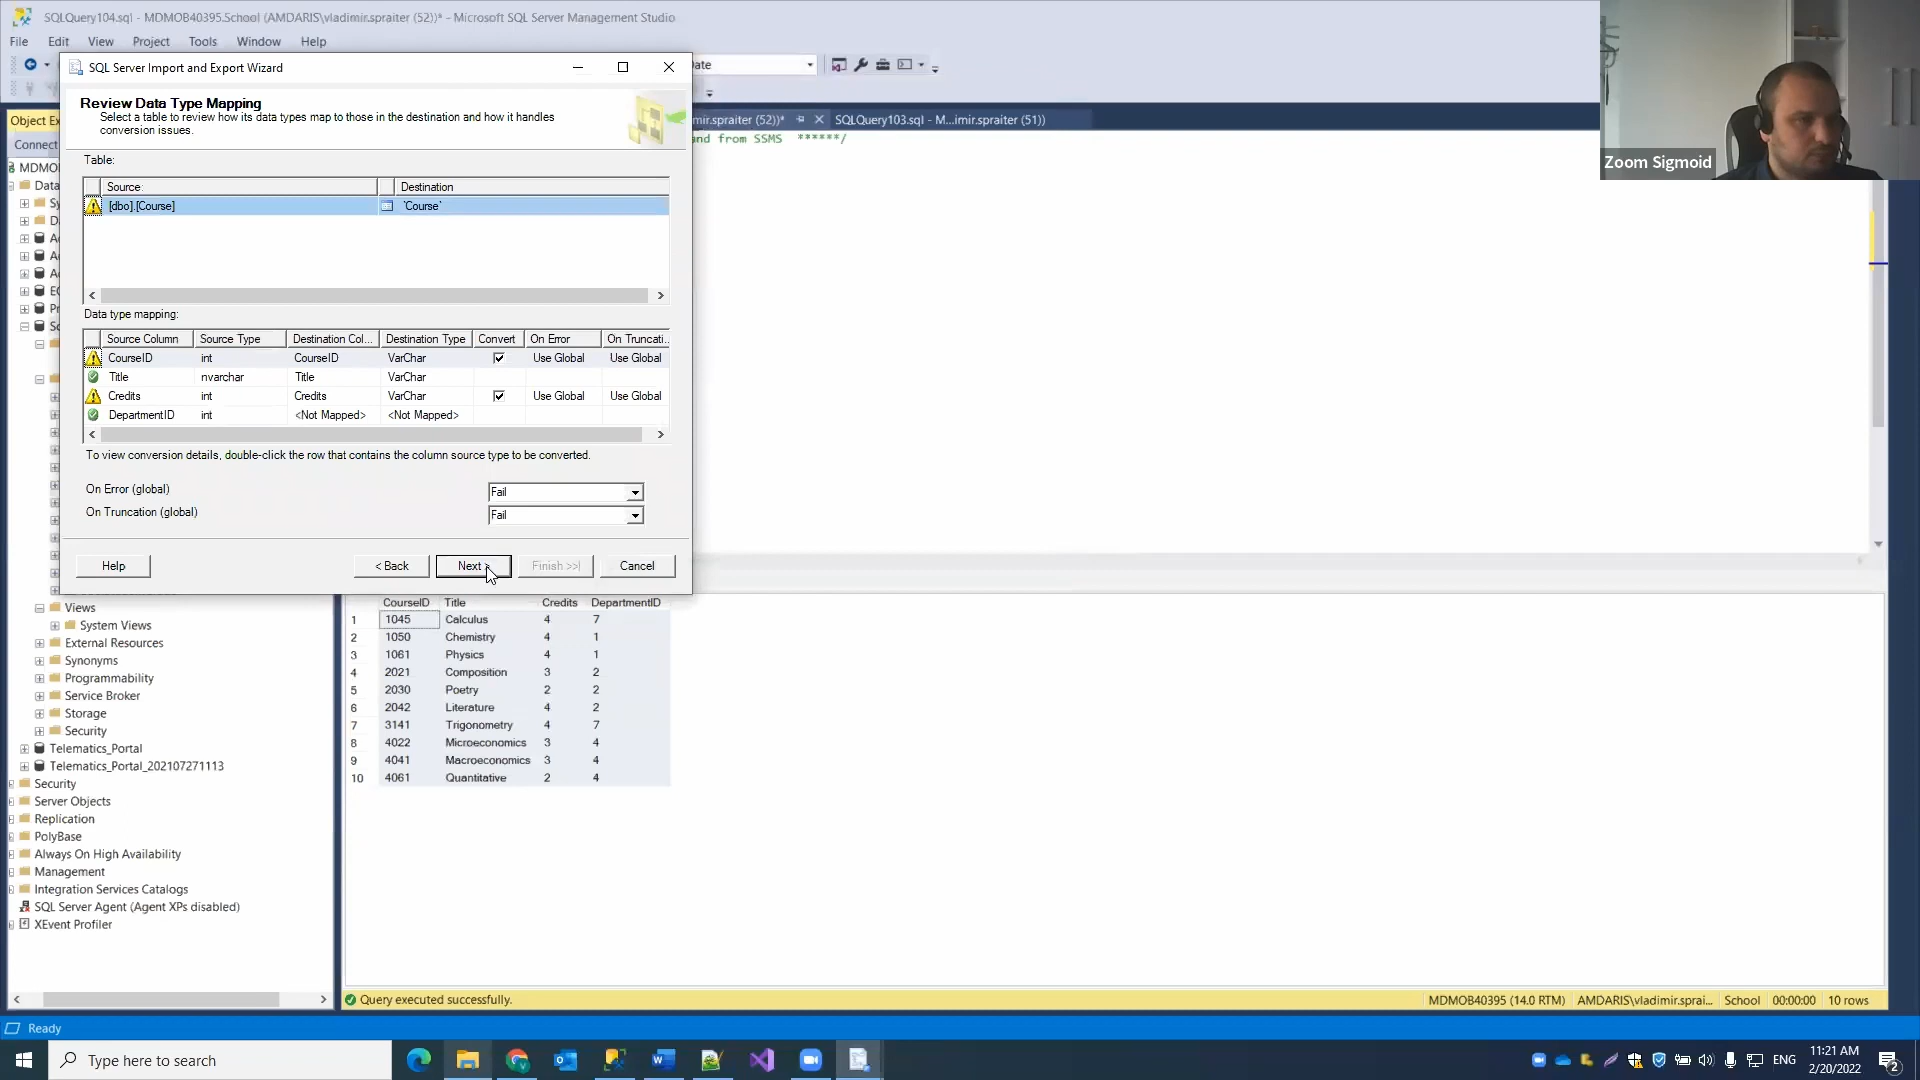 SQLQuery104.sql - MDMOB40395.School (AMDARIS\vladimir.spraiter (52))* - Microsoft SQL Server Management Studio
File Edit View Project Tools Window Help
SQL Server Import and Export Wizard
Review Data Type Mapping
Select a table to review how its data types map to those in the destination and how it handles
conversion issues.
Table:
Source Destination
[dbo].[Course] `Course`
Data type mapping:
Source Column Source Type Destination Col... Destination Type Convert On Error On Truncati...
CourseID int CourseID VarChar Use Global Use Global
Title nvarchar Title VarChar
Credits int Credits VarChar Use Global Use Global
DepartmentID int <Not Mapped> <Not Mapped>
To view conversion details, double-click the row that contains the column source type to be converted.
On Error (global) Fail
On Truncation (global) Fail
Help < Back Next > Finish >>| Cancel
mir.spraiter (52))* SQLQuery103.sql - M...imir.spraiter (51))
and from SSMS ******/
Zoom Sigmoid
Object Ex
Connect
MDMO
Data
Views
System Views
External Resources
Synonyms
Programmability
Service Broker
Storage
Security
Telematics_Portal
Telematics_Portal_202107271113
Security
Server Objects
Replication
PolyBase
Always On High Availability
Management
Integration Services Catalogs
SQL Server Agent (Agent XPs disabled)
XEvent Profiler
CourseID Title Credits DepartmentID
1 1045 Calculus 4 7
2 1050 Chemistry 4 1
3 1061 Physics 4 1
4 2021 Composition 3 2
5 2030 Poetry 2 2
6 2042 Literature 4 2
7 3141 Trigonometry 4 7
8 4022 Microeconomics 3 4
9 4041 Macroeconomics 3 4
10 4061 Quantitative 2 4
Query executed successfully. MDMOB40395 (14.0 RTM) AMDARIS\vladimir.sprai... School 00:00:00 10 rows
Ready
Type here to search
ENG
11:21 AM
2/20/2022
2